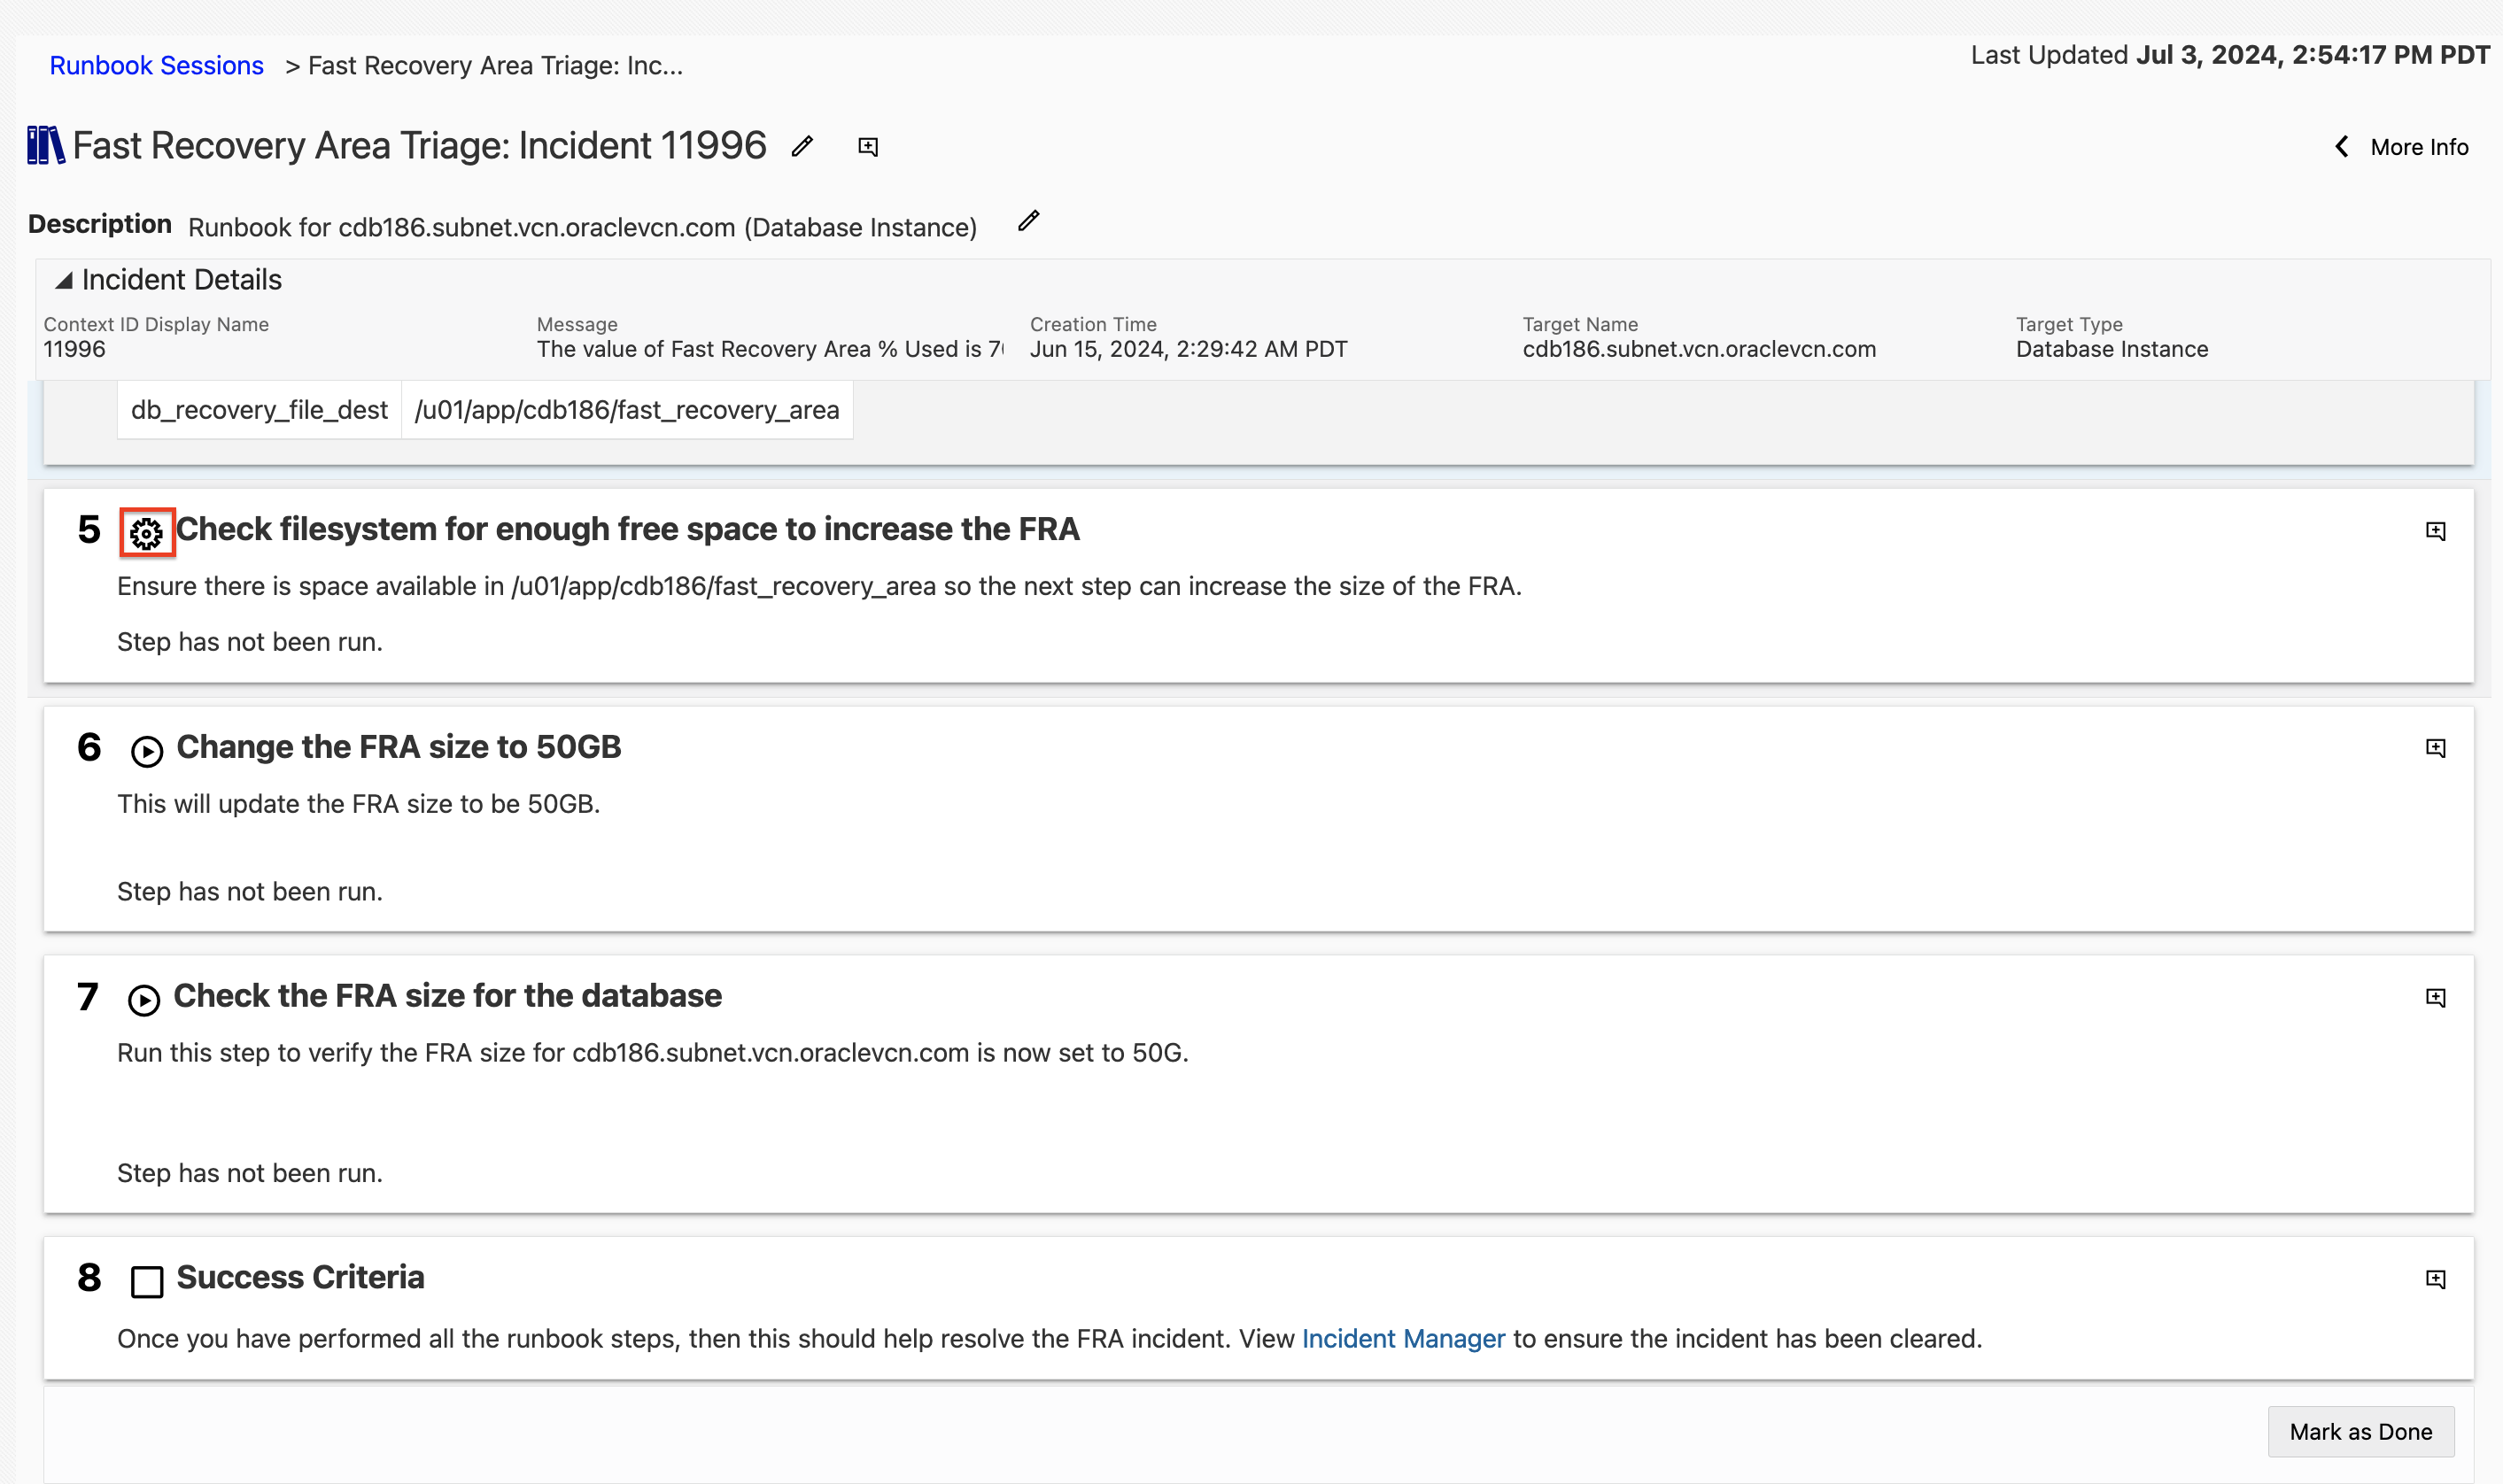 Runbook Sessions > Fast Recovery Area Triage: Inc...
Last Updated Jul 3, 2024, 2:54:17 PM PDT
Fast Recovery Area Triage: Incident 11996
More Info
Description Runbook for cdb186.subnet.vcn.oraclevcn.com (Database Instance)
Incident Details
Context ID Display Name
11996
Message
The value of Fast Recovery Area % Used is
Creation Time
Jun 15, 2024, 2:29:42 AM PDT
Target Name
cdb186.subnet.vcn.oraclevcn.com
Target Type
Database Instance
db_recovery_file_dest /u01/app/cdb186/fast_recovery_area
5 Check filesystem for enough free space to increase the FRA
Ensure there is space available in /u01/app/cdb186/fast_recovery_area so the next step can increase the size of the FRA.
Step has not been run.
6 Change the FRA size to 50GB
This will update the FRA size to be 50GB.
Step has not been run.
7 Check the FRA size for the database
Run this step to verify the FRA size for cdb186.subnet.vcn.oraclevcn.com is now set to 50G.
Step has not been run.
8 Success Criteria
Once you have performed all the runbook steps, then this should help resolve the FRA incident. View Incident Manager to ensure the incident has been cleared.
Mark as Done